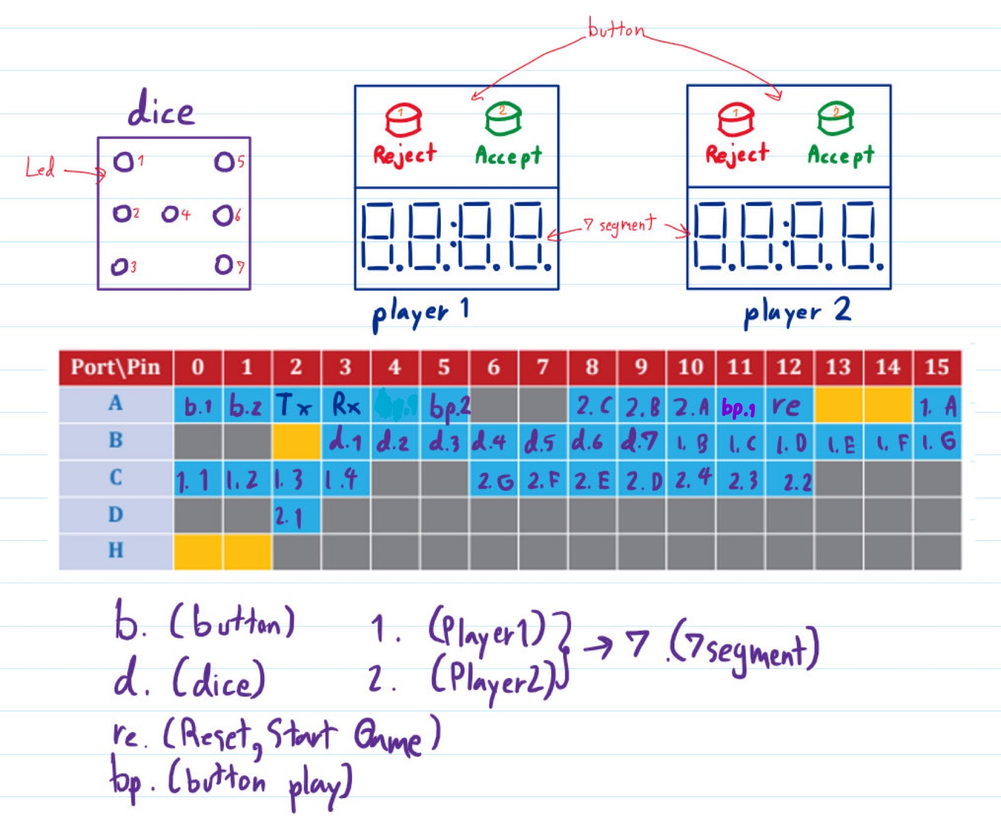 button
dice
Led
1 5
2 4 6
3 7
1 2
Reject Accept
1 2
Reject Accept
7 segment
player 1
player 2
Port\Pin 0 1 2 3 4 5 6 7 8 9 10 11 12 13 14 15
A b.1 b.2 Tx Rx bp.2 2.C 2.B 2.A bp.1 re 1.A
B d.1 d.2 d.3 d.4 d.5 d.6 d.7 1.B 1.C 1.D 1.E 1.F 1.G
C 1.1 1.2 1.3 1.4 2.G 2.F 2.E 2.D 2.4 2.3 2.2
D 2.1
H
b. (button) 1. (Player1) } → 7.(7segment)
d. (dice) 2. (Player2)
re. (Reset, Start Game)
bp. (button play)